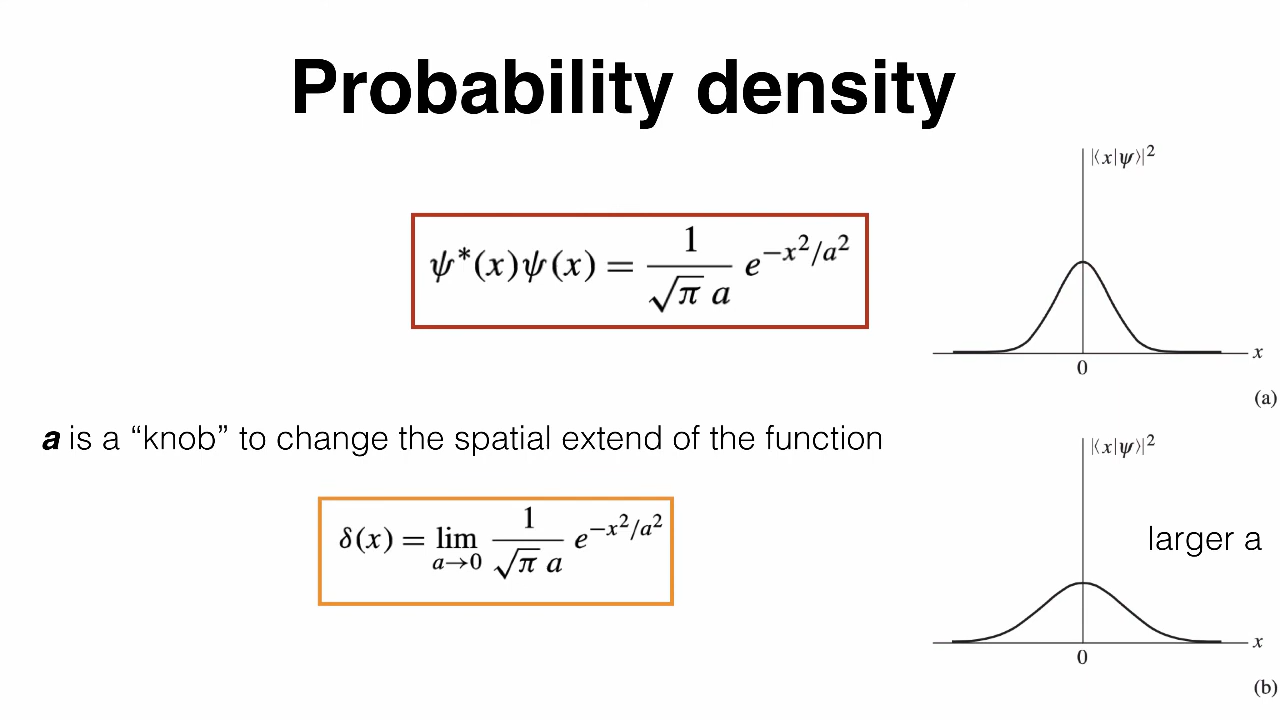 Probability density
|⟨x|ψ⟩|²
ψ*(x)ψ(x) = 1/(√π a) e^{−x²/a²}
x
0
(a)
a is a “knob” to change the spatial extend of the function
|⟨x|ψ⟩|²
δ(x) = lim_{a→0} 1/(√π a) e^{−x²/a²}
larger a
x
0
(b)